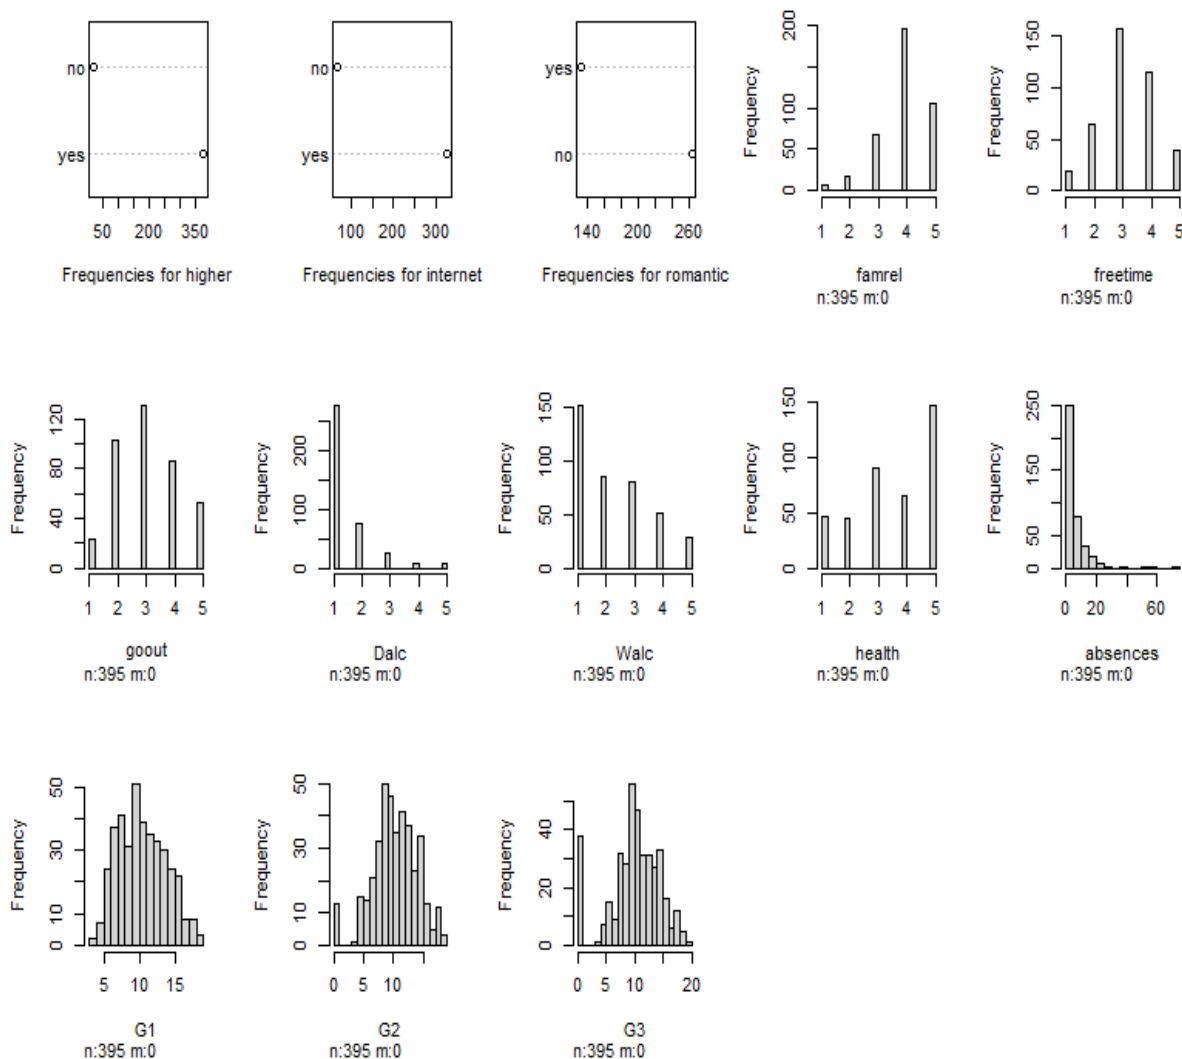 no
yes
50 200 350
Frequencies for higher
no
yes
100 200 300
Frequencies for internet
yes
no
140 200 260
Frequencies for romantic
Frequency
0 50 100 200
1 2 3 4 5
famrel
n:395 m:0
Frequency
0 50 100 150
1 2 3 4 5
freetime
n:395 m:0
Frequency
0 40 80 120
1 2 3 4 5
goout
n:395 m:0
Frequency
0 100 200
1 2 3 4 5
Dalc
n:395 m:0
Frequency
0 50 100 150
1 2 3 4 5
Walc
n:395 m:0
Frequency
0 50 100 150
1 2 3 4 5
health
n:395 m:0
Frequency
0 50 150 250
0 20 60
absences
n:395 m:0
Frequency
0 10 30 50
5 10 15
G1
n:395 m:0
Frequency
0 10 30 50
0 5 10
G2
n:395 m:0
Frequency
0 20 40
0 5 10 20
G3
n:395 m:0